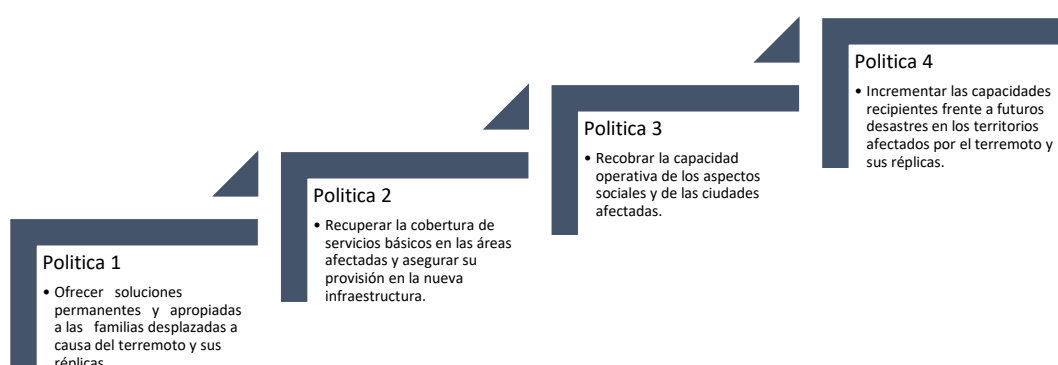 Politica 1
• Ofrecer soluciones
permanentes y apropiadas
a las familias desplazadas a
causa del terremoto y sus
réplicas
Politica 2
• Recuperar la cobertura de
servicios básicos en las áreas
afectadas y asegurar su
provisión en la nueva
infraestructura.
Politica 3
• Recobrar la capacidad
operativa de los aspectos
sociales y de las ciudades
afectadas.
Politica 4
• Incrementar las capacidades
recipientes frente a futuros
desastres en los territorios
afectados por el terremoto y
sus réplicas.